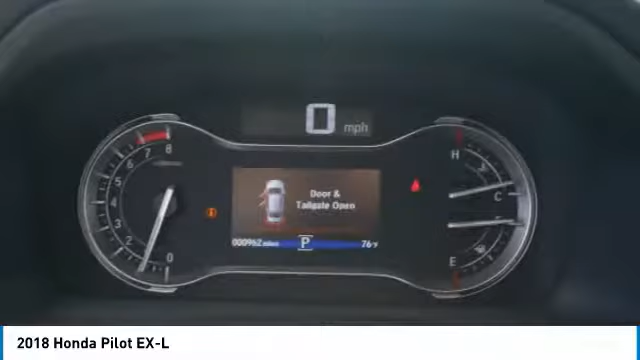 0 mph
8
7
6
5
4
3
2
0
H
C
E
Door &
Tailgate Open
000962 miles P 76°F
2018 Honda Pilot EX-L